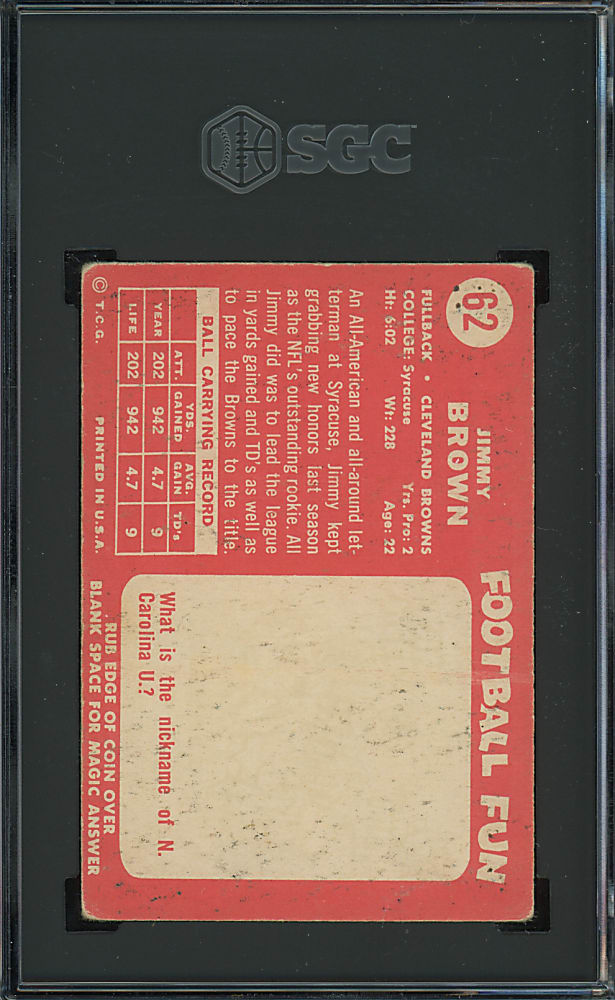 SGC
62
JIMMY
BROWN
FULLBACK • CLEVELAND BROWNS
COLLEGE: Syracuse Yrs. Pro: 2
Ht: 6:02 Wt: 228 Age: 22
An All-American and all-around let-
terman at Syracuse, Jimmy kept
grabbing new honors last season
as the NFL's outstanding rookie. All
Jimmy did was to lead the league
in yards gained and TD's as well as
to pace the Browns to the title.
BALL CARRYING RECORD
YEAR ATT. YDS. GAINED AVG. GAIN TD's
YEAR 202 942 4.7 9
LIFE 202 942 4.7 9
© T.C.G. PRINTED IN U.S.A.
FOOTBALL FUN
What is the nickname of N.
Carolina U.?
RUB EDGE OF COIN OVER
BLANK SPACE FOR MAGIC ANSWER